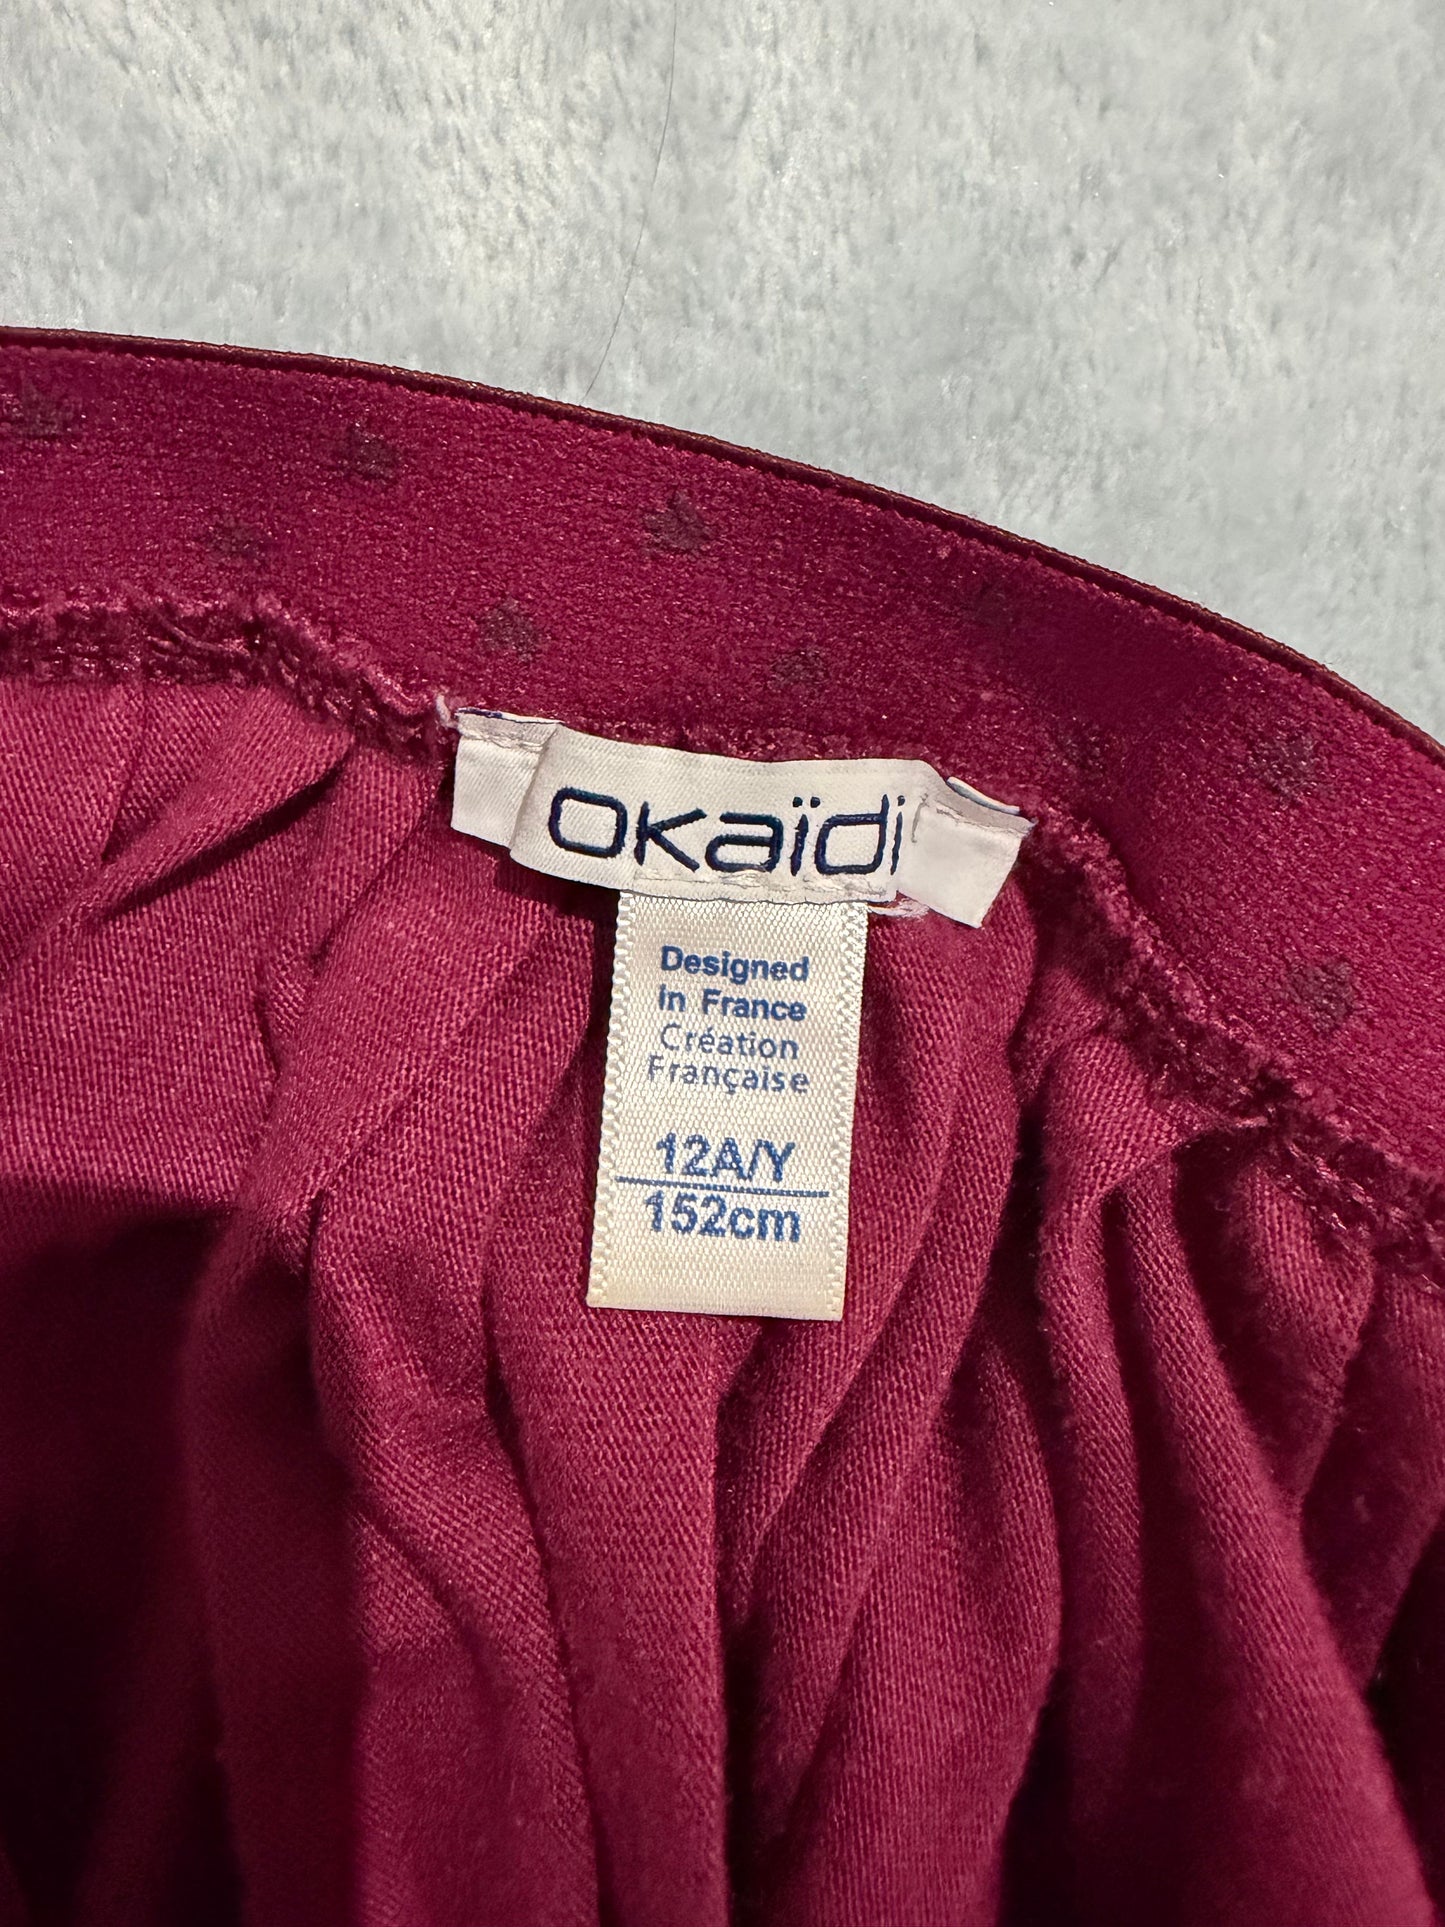 okaïdi
Designed
in France
Création
Française
12A/Y
152cm